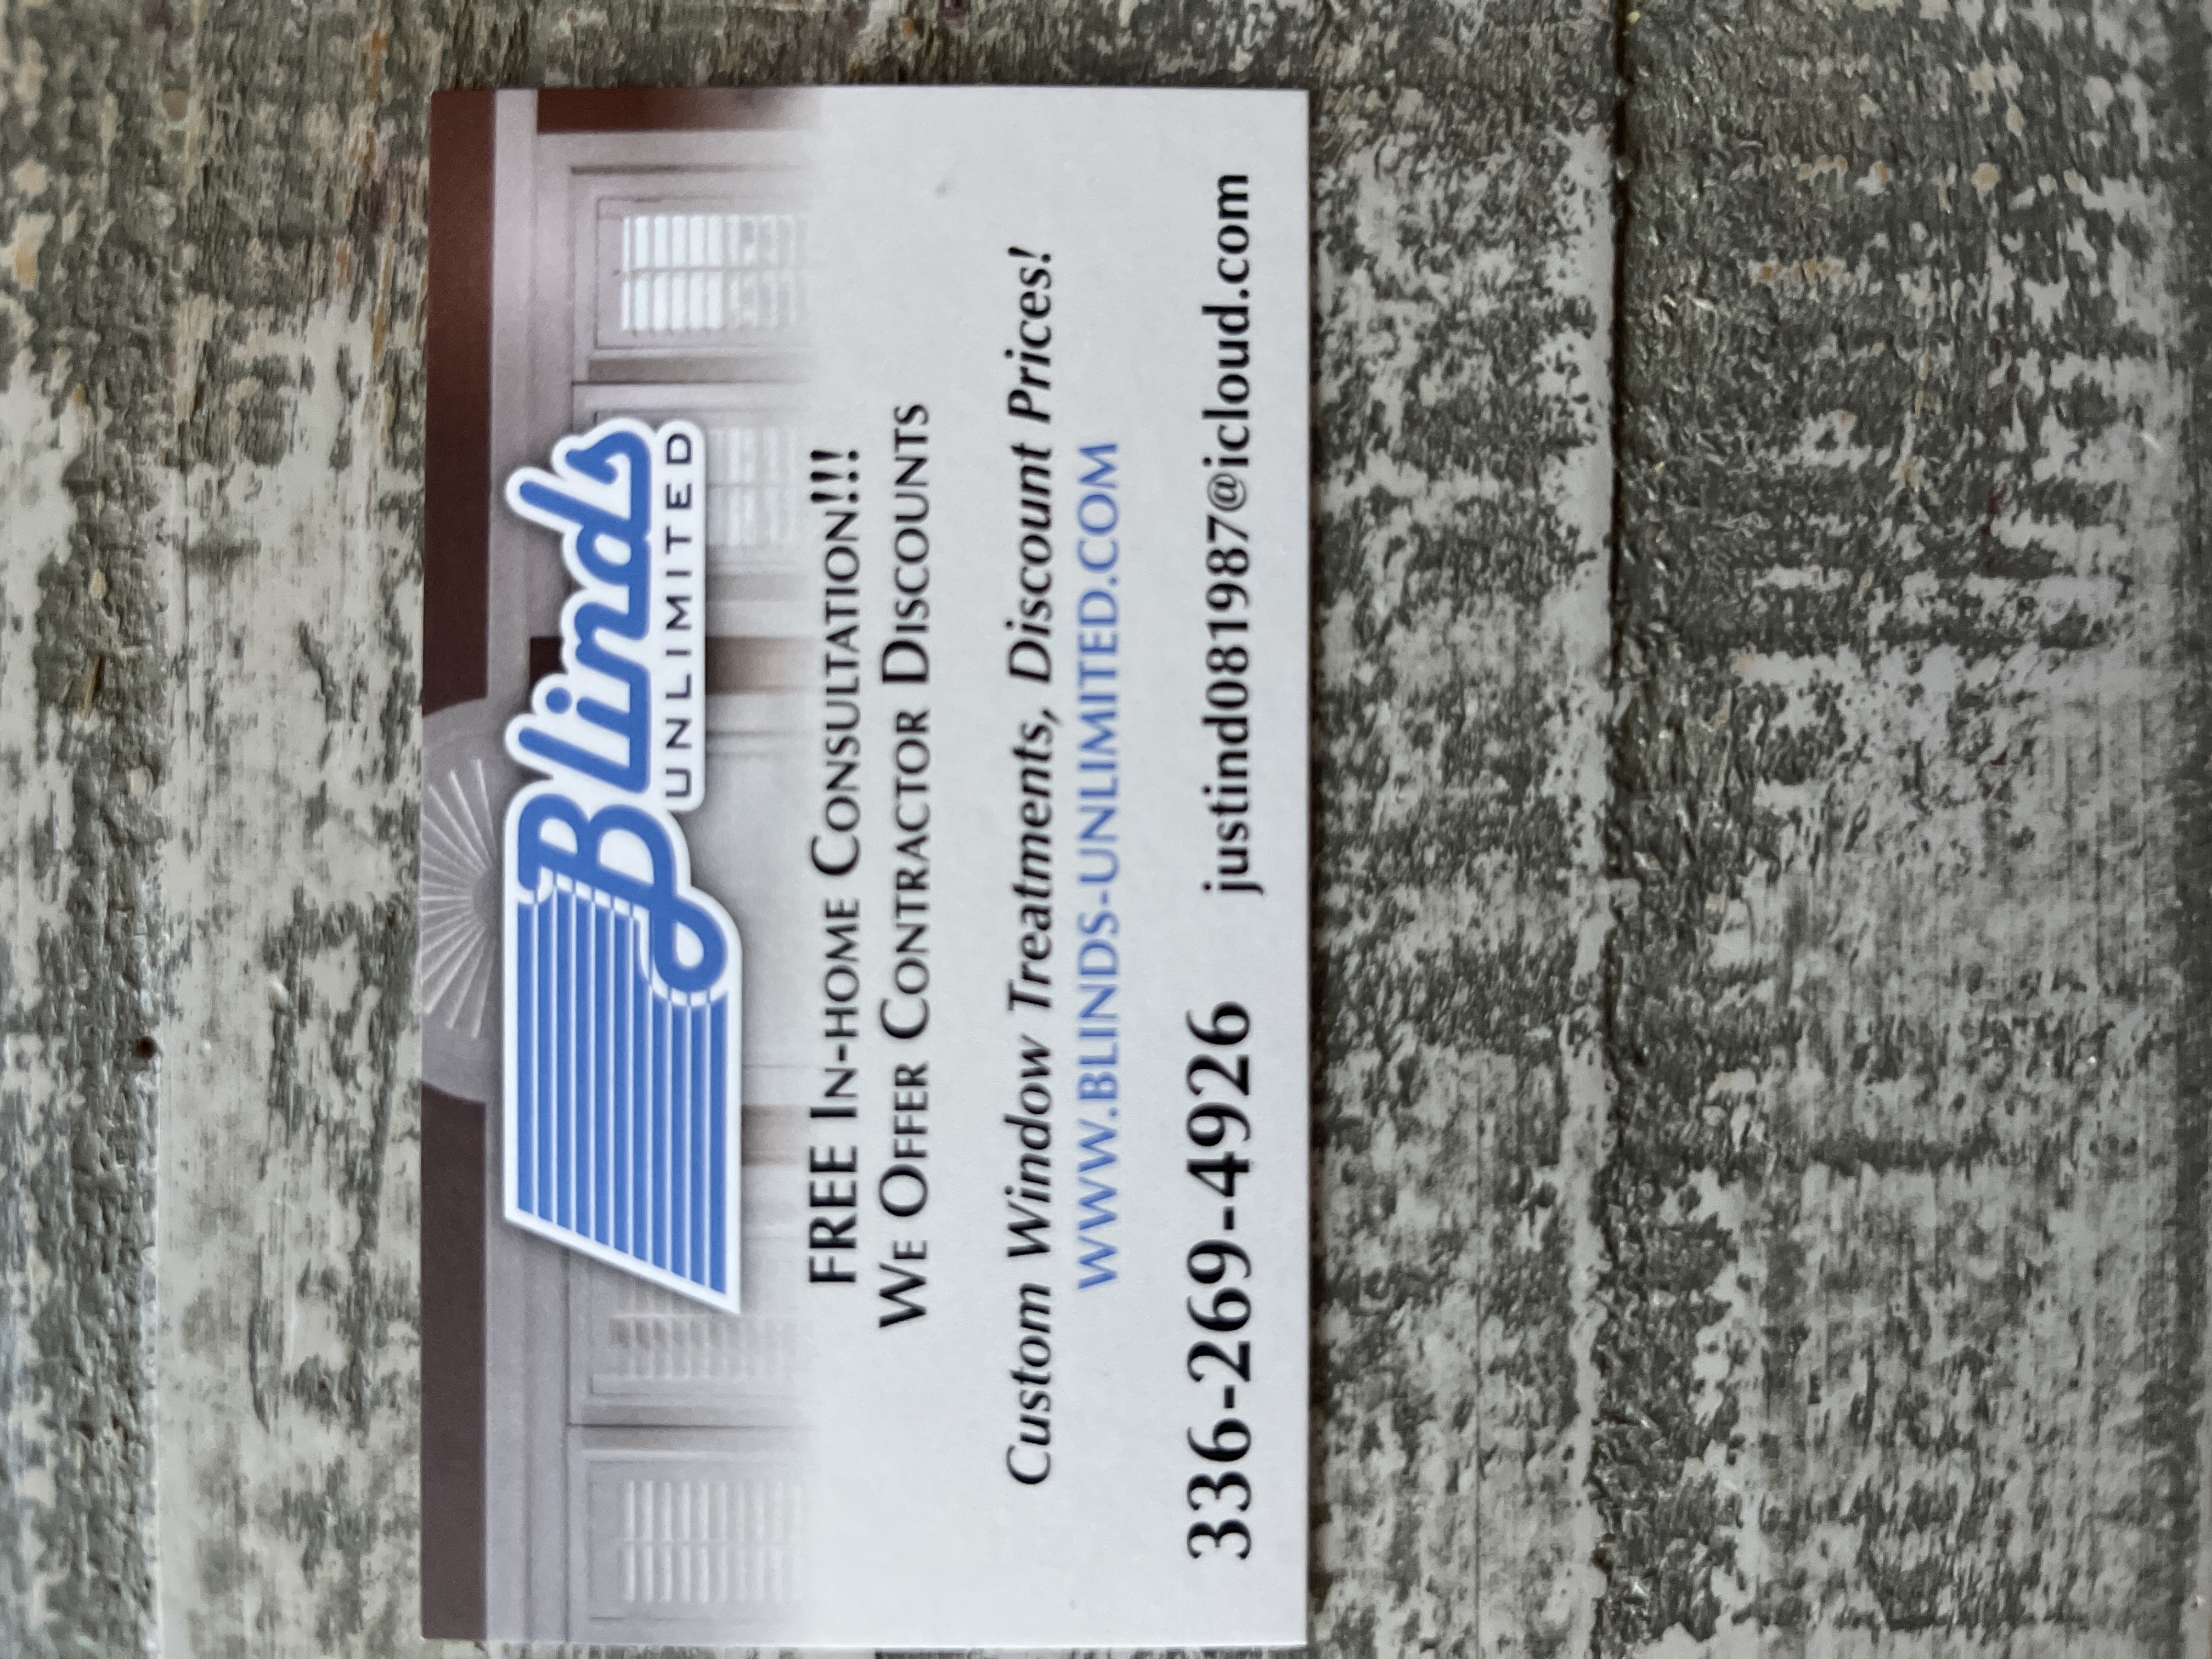 Blinds
UNLIMITED
FREE IN-HOME CONSULTATION!!!
WE OFFER CONTRACTOR DISCOUNTS
Custom Window Treatments, Discount Prices!
WWW.BLINDS-UNLIMITED.COM
336-269-4926 justind081987@icloud.com